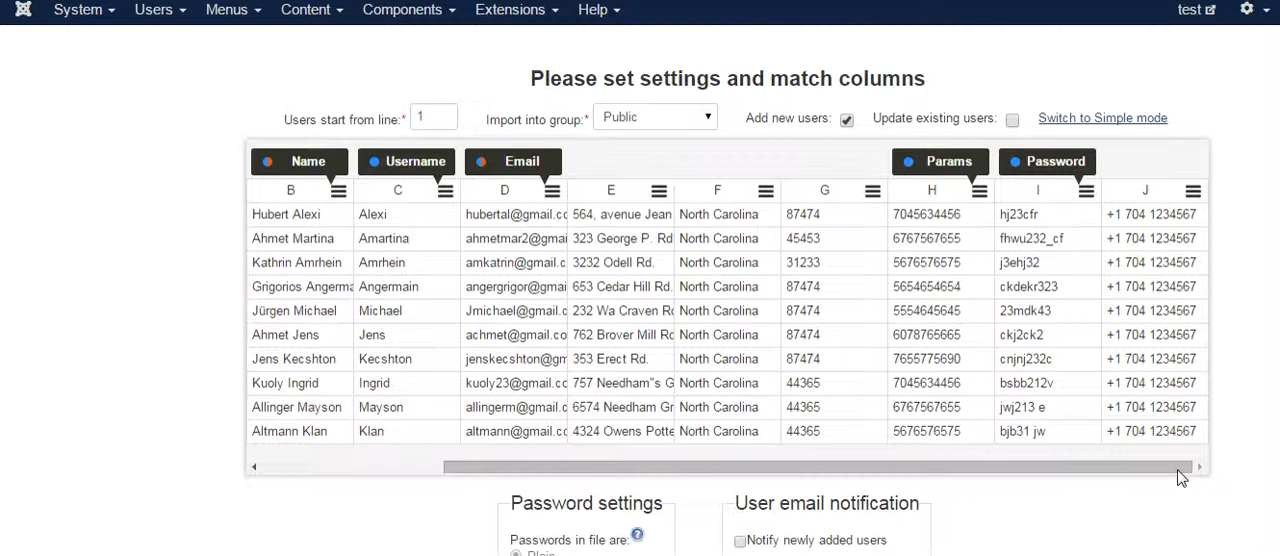 System Users Menus Content Components Extensions Help test
Please set settings and match columns
Users start from line:* 1 Import into group:* Public Add new users: Update existing users: Switch to Simple mode
Name Username Email Params Password
B C D E F G H I J
Hubert Alexi Alexi hubertal@gmail.cc 564, avenue Jean North Carolina 87474 7045634456 hj23cfr +1 704 1234567
Ahmet Martina Amartina ahmetmar2@gmai 323 George P. Rd North Carolina 45453 6767567655 fhwu232_cf +1 704 1234567
Kathrin Amrhein Amrhein amkatrin@gmail.c 3232 Odell Rd. North Carolina 31233 5676576575 j3ehj32 +1 704 1234567
Grigorios Angerma Angermain angergrigor@gmai 653 Cedar Hill Rd. North Carolina 87474 5654654654 ckdekr323 +1 704 1234567
Jürgen Michael Michael Jmichael@gmail.c 232 Wa Craven R North Carolina 87474 5554645645 23mdk43 +1 704 1234567
Ahmet Jens Jens achmet@gmail.cc 762 Brover Mill R North Carolina 87474 6078765665 ckj2ck2 +1 704 1234567
Jens Kecshton Kecshton jenskecshton@gm 353 Erect Rd. North Carolina 87474 7655775690 cnjnj232c +1 704 1234567
Kuoly Ingrid Ingrid kuoly23@gmail.cc 757 Needham"s G North Carolina 44365 7045634456 bsbb212v +1 704 1234567
Allinger Mayson Mayson allingerm@gmail.c 6574 Needham Gr North Carolina 44365 6767567655 jwj213 e +1 704 1234567
Altmann Klan Klan altmann@gmail.cc 4324 Owens Potte North Carolina 44365 5676576575 bjb31 jw +1 704 1234567
Password settings User email notification
Passwords in file are: Notify newly added users
Plain